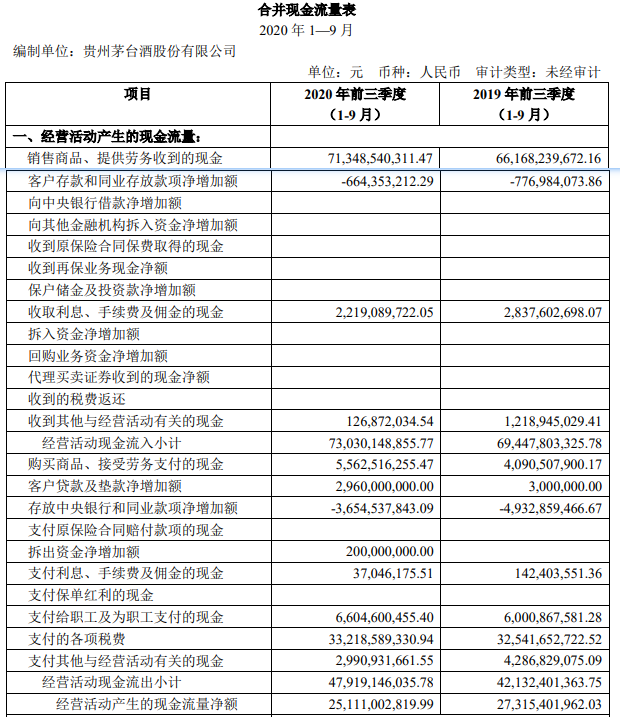 合并现金流量表
2020 年 1—9 月
编制单位：贵州茅台酒股份有限公司
单位：元 币种：人民币 审计类型：未经审计
项目 2020 年前三季度 2019 年前三季度
（1-9 月） （1-9 月）
一、经营活动产生的现金流量：
销售商品、提供劳务收到的现金 71,348,540,311.47 66,168,239,672.16
客户存款和同业存放款项净增加额 -664,353,212.29 -776,984,073.86
向中央银行借款净增加额
向其他金融机构拆入资金净增加额
收到原保险合同保费取得的现金
收到再保业务现金净额
保户储金及投资款净增加额
收取利息、手续费及佣金的现金 2,219,089,722.05 2,837,602,698.07
拆入资金净增加额
回购业务资金净增加额
代理买卖证券收到的现金净额
收到的税费返还
收到其他与经营活动有关的现金 126,872,034.54 1,218,945,029.41
经营活动现金流入小计 73,030,148,855.77 69,447,803,325.78
购买商品、接受劳务支付的现金 5,562,516,255.47 4,090,507,900.17
客户贷款及垫款净增加额 2,960,000,000.00 3,000,000.00
存放中央银行和同业款项净增加额 -3,654,537,843.09 -4,932,859,466.67
支付原保险合同赔付款项的现金
拆出资金净增加额 200,000,000.00
支付利息、手续费及佣金的现金 37,046,175.51 142,403,551.36
支付保单红利的现金
支付给职工及为职工支付的现金 6,604,600,455.40 6,000,867,581.28
支付的各项税费 33,218,589,330.94 32,541,652,722.52
支付其他与经营活动有关的现金 2,990,931,661.55 4,286,829,075.09
经营活动现金流出小计 47,919,146,035.78 42,132,401,363.75
经营活动产生的现金流量净额 25,111,002,819.99 27,315,401,962.03